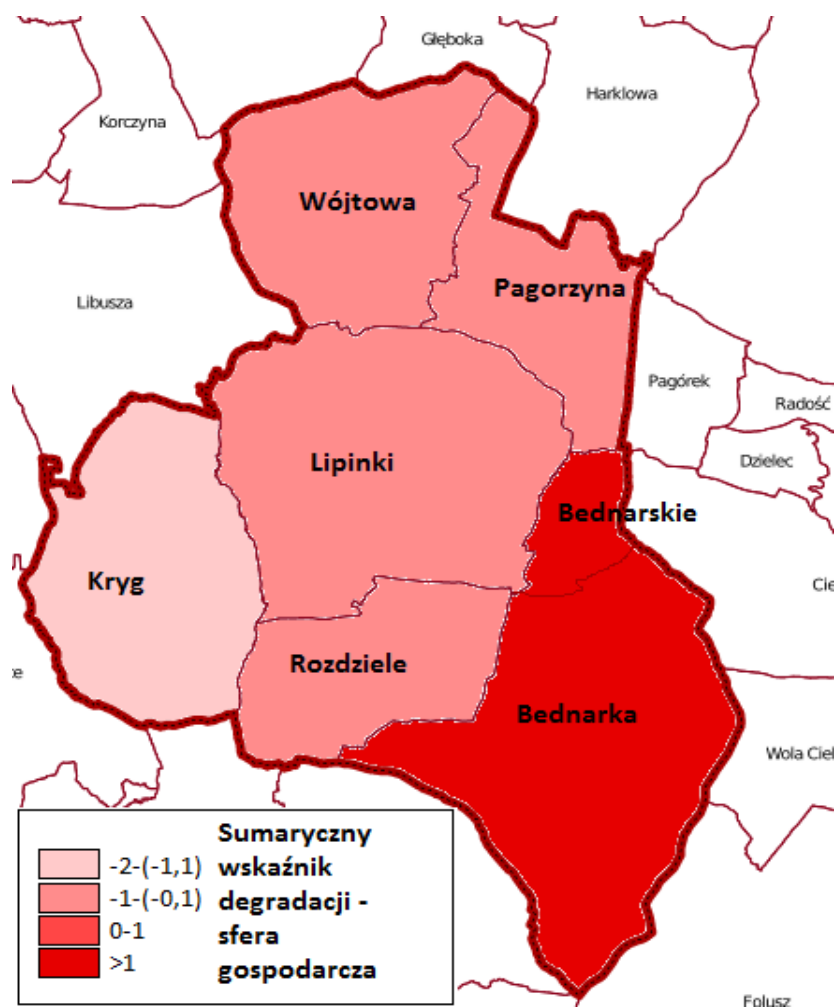 Głęboka
Harklowa
Korczyna
Wójtowa
Pagorzyna
Libusza
Pagórek
Radość
Lipinki
Dzielec
Bednarskie
Kryg
Cie
Rozdziele
Bednarka
Wola Ciel
Sumaryczny
wskaźnik
degradacji -
sfera
gospodarcza
-2-(-1,1)
-1-(-0,1)
0-1
>1
Folusz